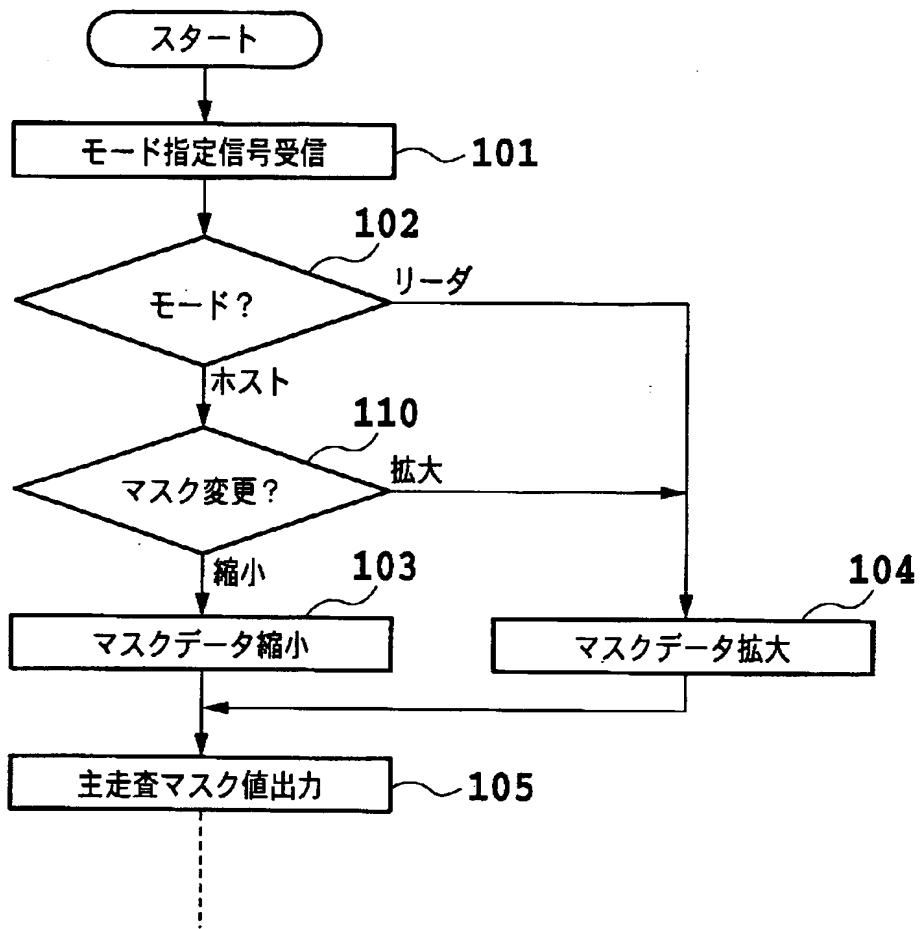 スタート
モード指定信号受信
101
102
モード?
リーダ
ホスト
110
マスク変更?
拡大
縮小
103
マスクデータ縮小
104
マスクデータ拡大
主走査マスク値出力
105